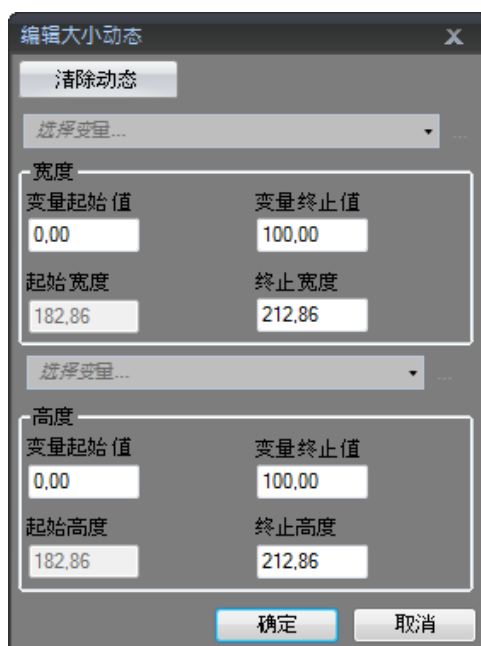 编辑大小动态
清除动态
选择变量...
宽度
变量起始值 变量终止值
0,00 100,00
起始宽度 终止宽度
182,86 212,86
选择变量...
高度
变量起始值 变量终止值
0,00 100,00
起始高度 终止高度
182,86 212,86
确定 取消